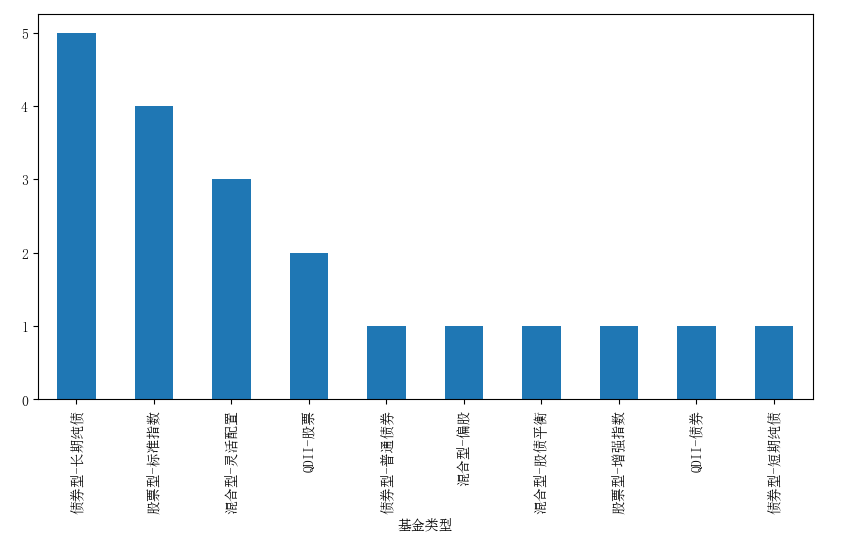 5
4
3
2
1
0
债券型-长期纯债
股票型-标准指数
混合型-灵活配置
QDII-股票
债券型-普通债券
混合型-偏股
混合型-股债平衡
股票型-增强指数
QDII-债券
债券型-短期纯债
基金类型